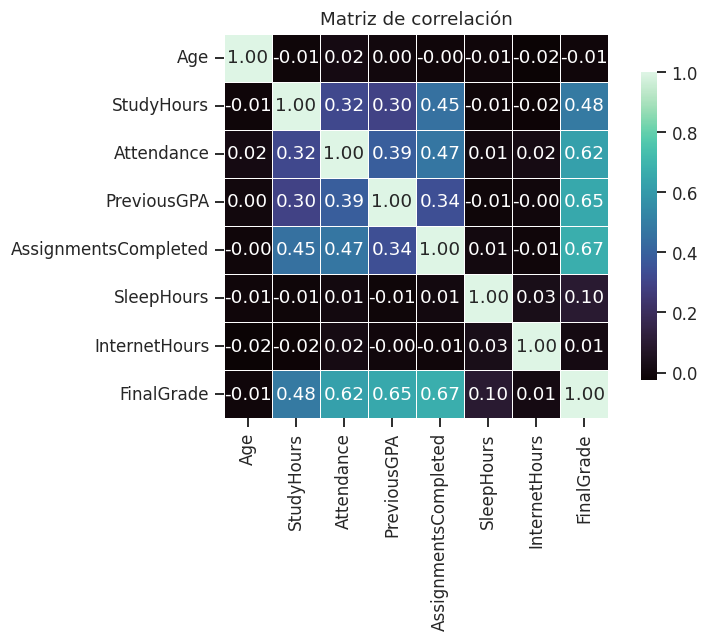 Matriz de correlación
Age 1.00 -0.01 0.02 0.00 -0.00 -0.01 -0.02 -0.01
StudyHours -0.01 1.00 0.32 0.30 0.45 -0.01 -0.02 0.48
Attendance 0.02 0.32 1.00 0.39 0.47 0.01 0.02 0.62
PreviousGPA 0.00 0.30 0.39 1.00 0.34 -0.01 -0.00 0.65
AssignmentsCompleted -0.00 0.45 0.47 0.34 1.00 0.01 -0.01 0.67
SleepHours -0.01 -0.01 0.01 -0.01 0.01 1.00 0.03 0.10
InternetHours -0.02 -0.02 0.02 -0.00 -0.01 0.03 1.00 0.01
FinalGrade -0.01 0.48 0.62 0.65 0.67 0.10 0.01 1.00
Age
StudyHours
Attendance
PreviousGPA
AssignmentsCompleted
SleepHours
InternetHours
FinalGrade
1.0
0.8
0.6
0.4
0.2
0.0